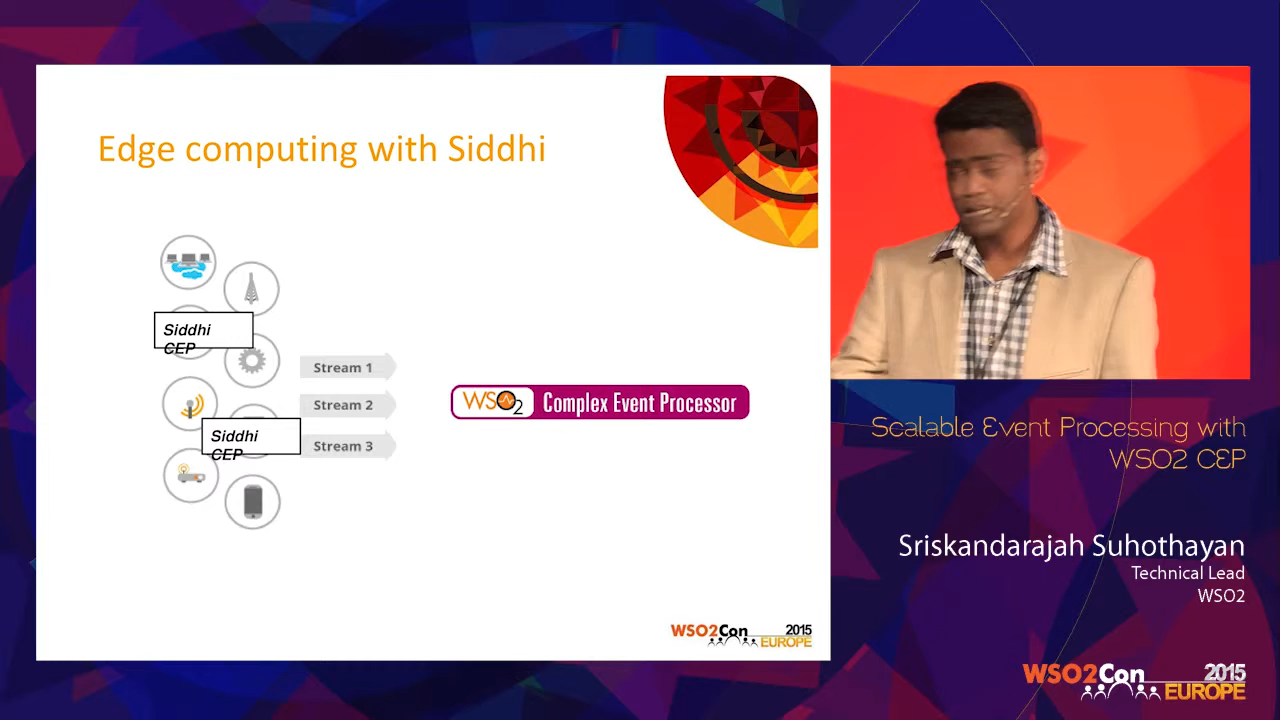 Edge computing with Siddhi
Siddhi
CEP
Stream 1
Stream 2
Siddhi
CEP
Stream 3
WSO2 Complex Event Processor
WSO2Con 2015
EUROPE
Scalable Event Processing with
WSO2 CEP
Sriskandarajah Suhothayan
Technical Lead
WSO2
WSO2Con 2015
EUROPE